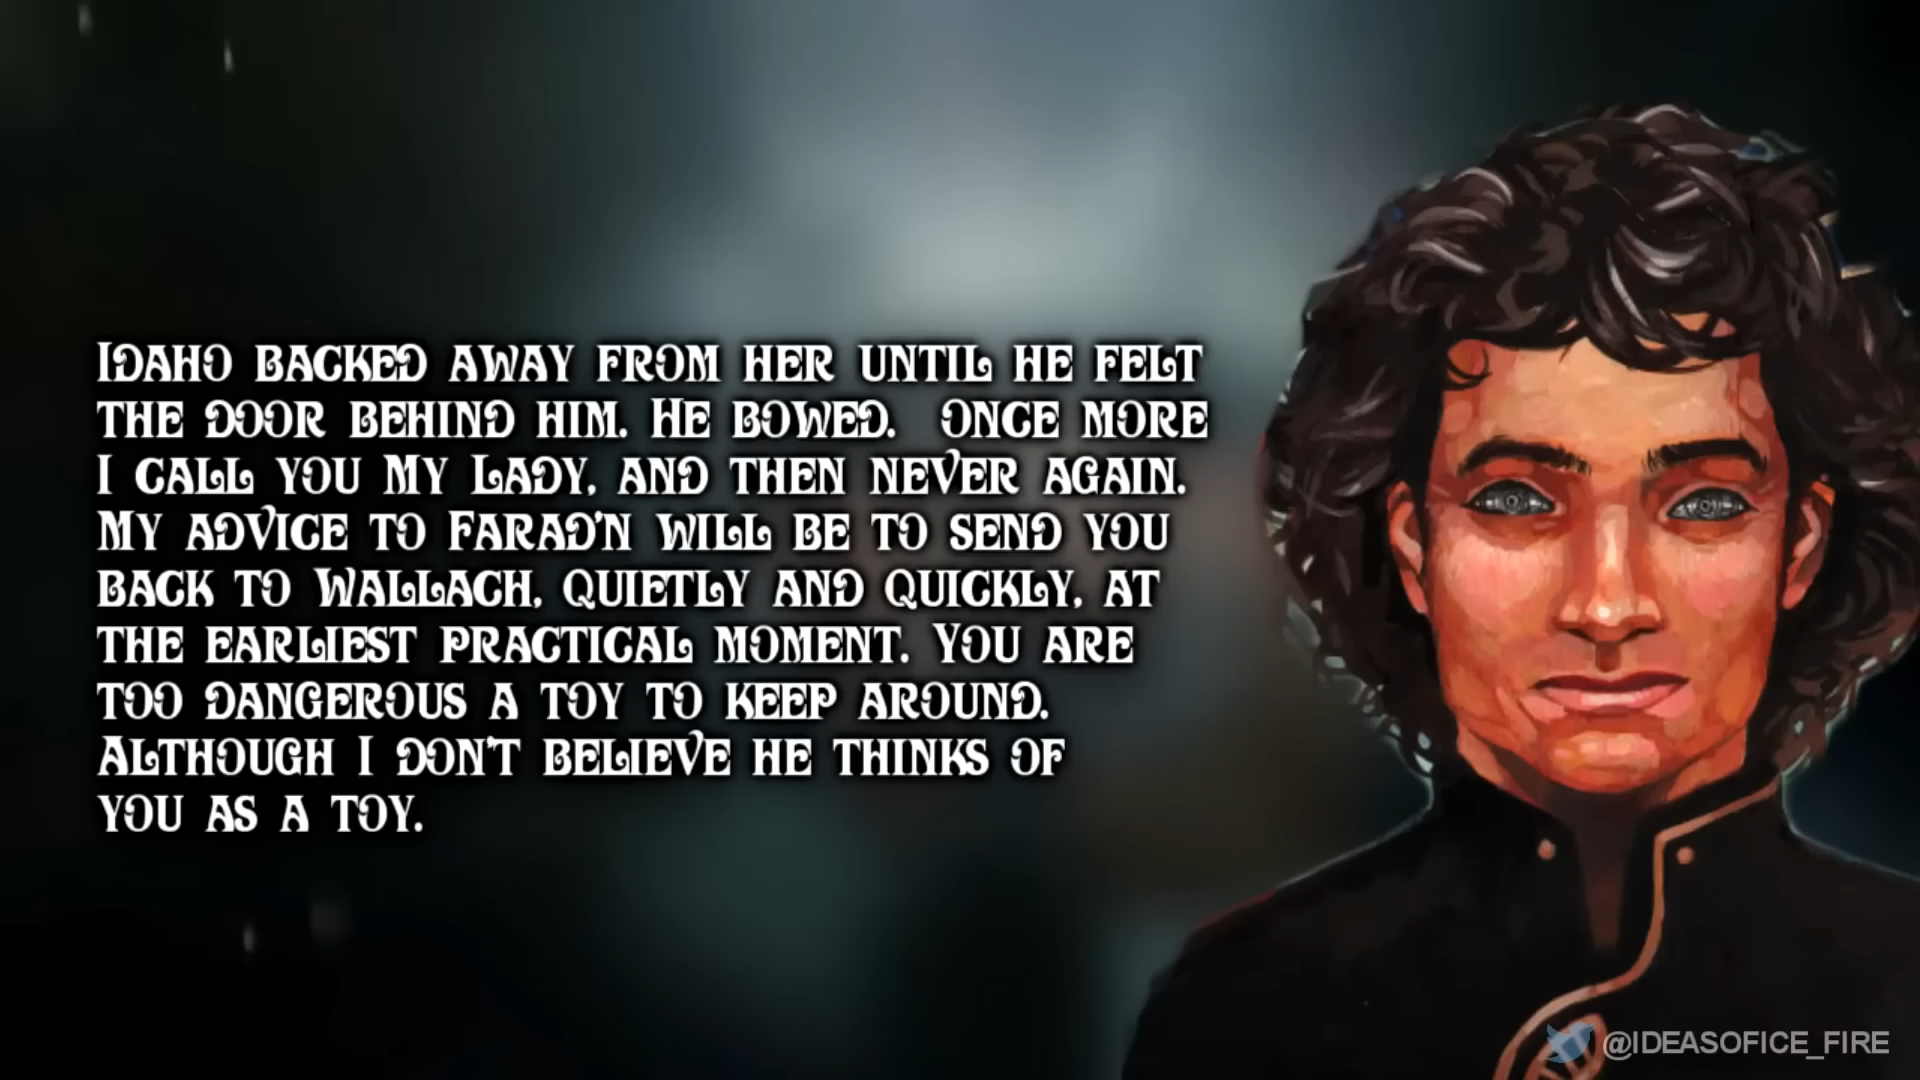 Idaho backed away from her until he felt
the door behind him. He bowed.  once more
I call you My Lady, and then never again.
My advice to Farad'n will be to send you
back to Wallach, quietly and quickly, at
the earliest practical moment. You are
too dangerous a toy to keep around.
Although I don't believe he thinks of
you as a toy.
@IDEASOFICE_FIRE